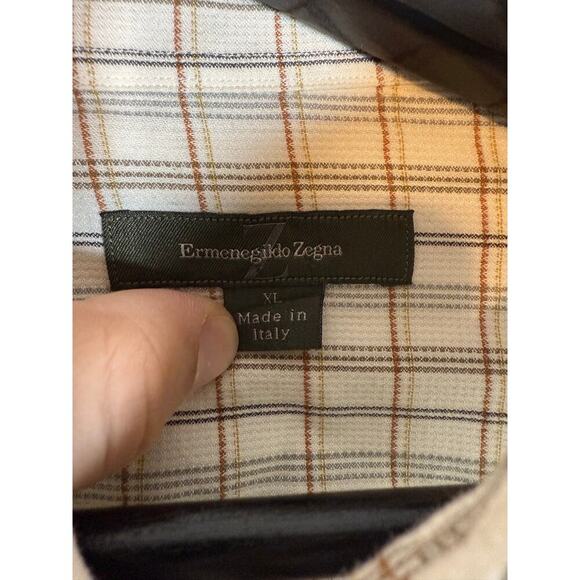 Ermenegildo Zegna
Z
XL
Made in
Italy